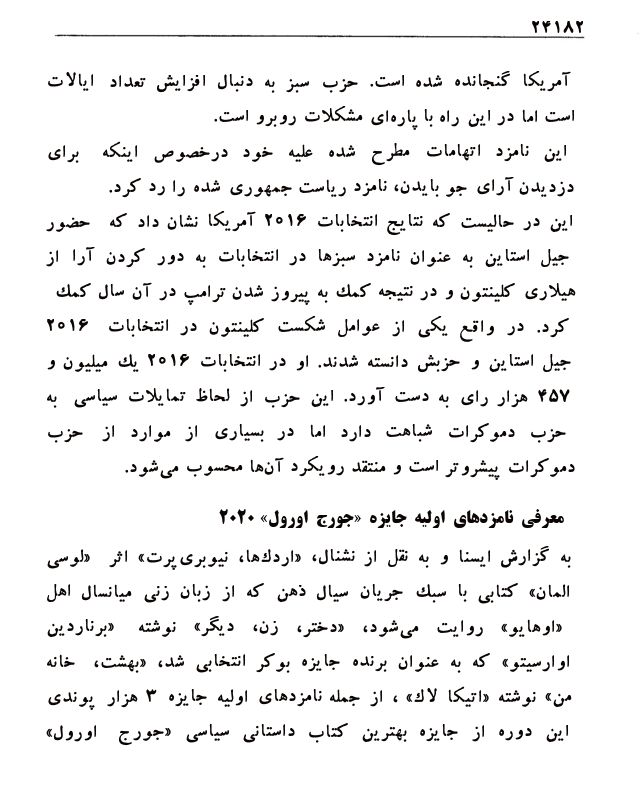 ۲۴۱۸۲
آمریکا گنجانده شده است. حزب سبز به دنبال افزایش تعداد ایالات
است اما در این راه با پاره‌ای مشکلات روبرو است.
این نامزد اتهامات مطرح شده علیه خود درخصوص اینکه برای
دزدیدن آرای جو بایدن، نامزد ریاست جمهوری شده را رد کرد.
این در حالیست که نتایج انتخابات ۲۰۱۶ آمریکا نشان داد که حضور
جیل استاین به عنوان نامزد سبزها در انتخابات به دور کردن آرا از
هیلاری کلینتون و در نتیجه کمك به پیروز شدن ترامپ در آن سال کمك
کرد. در واقع یکی از عوامل شکست کلینتون در انتخابات ۲۰۱۶
جیل استاین و حزبش دانسته شدند. او در انتخابات ۲۰۱۶ یك میلیون و
۴۵۷ هزار رای به دست آورد. این حزب از لحاظ تمایلات سیاسی به
حزب دموکرات شباهت دارد اما در بسیاری از موارد از حزب
دموکرات پیشروتر است و منتقد رویکرد آن‌ها محسوب می‌شود.
معرفی نامزدهای اولیه جایزه «جورج اورول» ۲۰۲۰
به گزارش ایسنا و به نقل از نشنال، «اردك‌ها، نیوبری‌پرت» اثر «لوسی
المان» کتابی با سبك جریان سیال ذهن که از زبان زنی میانسال اهل
«اوهایو» روایت می‌شود، «دختر، زن، دیگر» نوشته «برناردین
اوارسیتو» که به عنوان برنده جایزه بوکر انتخابی شد، «بهشت، خانه
من» نوشته «اتیکا لاك» ، از جمله نامزدهای اولیه جایزه ۳ هزار پوندی
این دوره از جایزه بهترین کتاب داستانی سیاسی «جورج اورول»